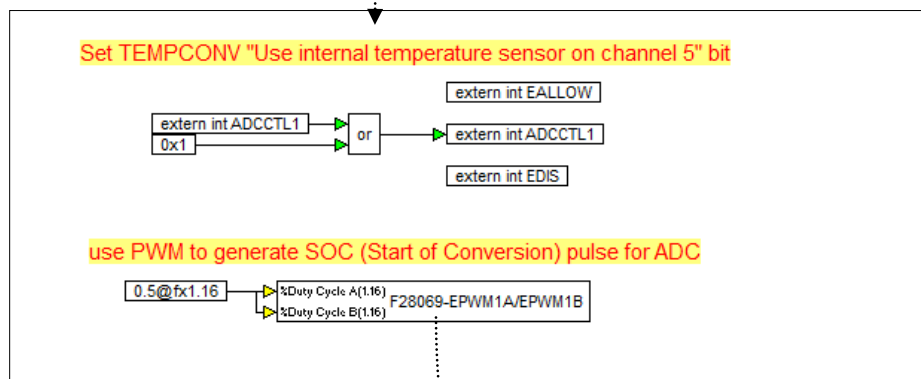 Set TEMPCONV "Use internal temperature sensor on channel 5" bit
extern int EALLOW
extern int ADCCTL1
or
extern int ADCCTL1
0x1
extern int EDIS
use PWM to generate SOC (Start of Conversion) pulse for ADC
0.5@fx1.16
%Duty Cycle A(1.16)
%Duty Cycle B(1.16)
F28069-EPWM1A/EPWM1B